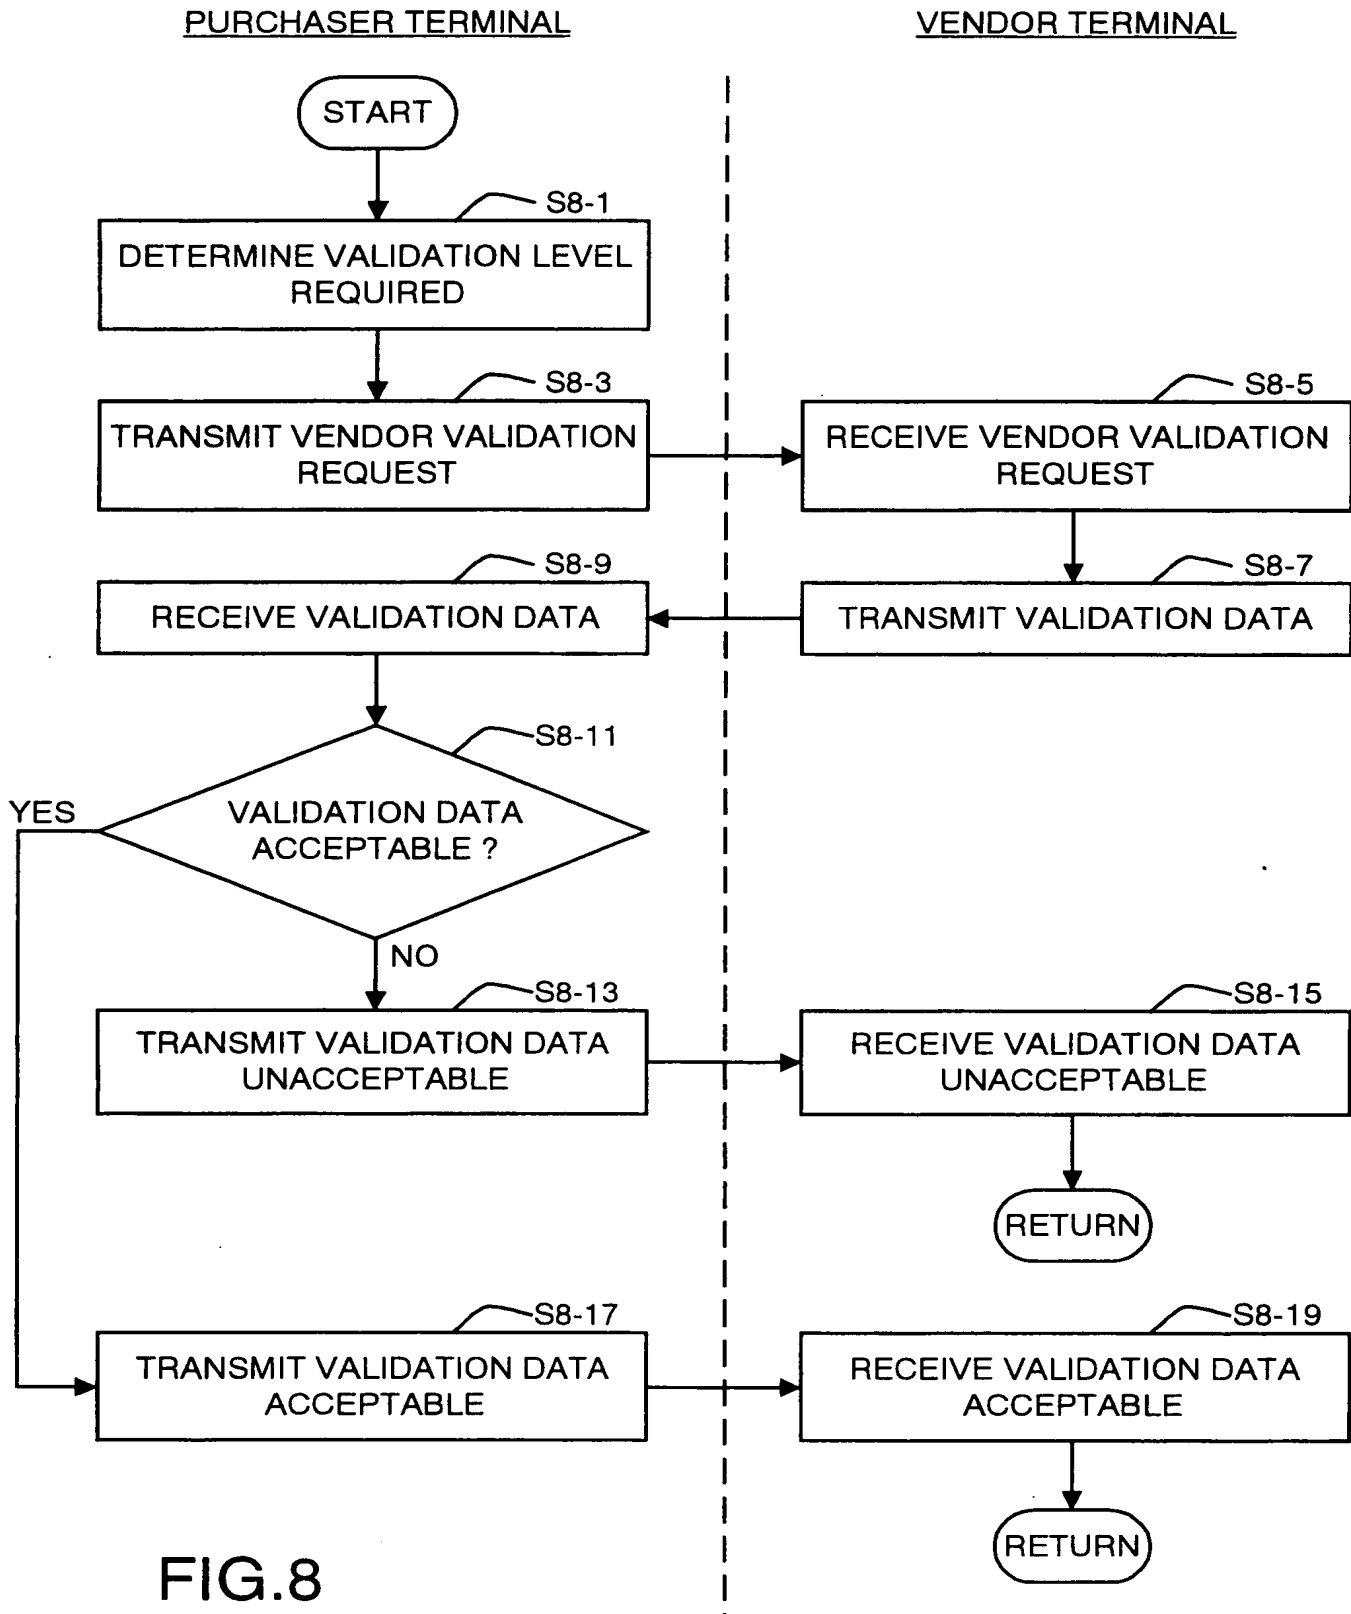 PURCHASER TERMINAL
VENDOR TERMINAL
START
S8-1
DETERMINE VALIDATION LEVEL
REQUIRED
S8-3
TRANSMIT VENDOR VALIDATION
REQUEST
S8-5
RECEIVE VENDOR VALIDATION
REQUEST
S8-9
RECEIVE VALIDATION DATA
S8-7
TRANSMIT VALIDATION DATA
S8-11
VALIDATION DATA
ACCEPTABLE ?
YES
NO
S8-13
TRANSMIT VALIDATION DATA
UNACCEPTABLE
S8-15
RECEIVE VALIDATION DATA
UNACCEPTABLE
RETURN
S8-17
TRANSMIT VALIDATION DATA
ACCEPTABLE
S8-19
RECEIVE VALIDATION DATA
ACCEPTABLE
RETURN
FIG.8